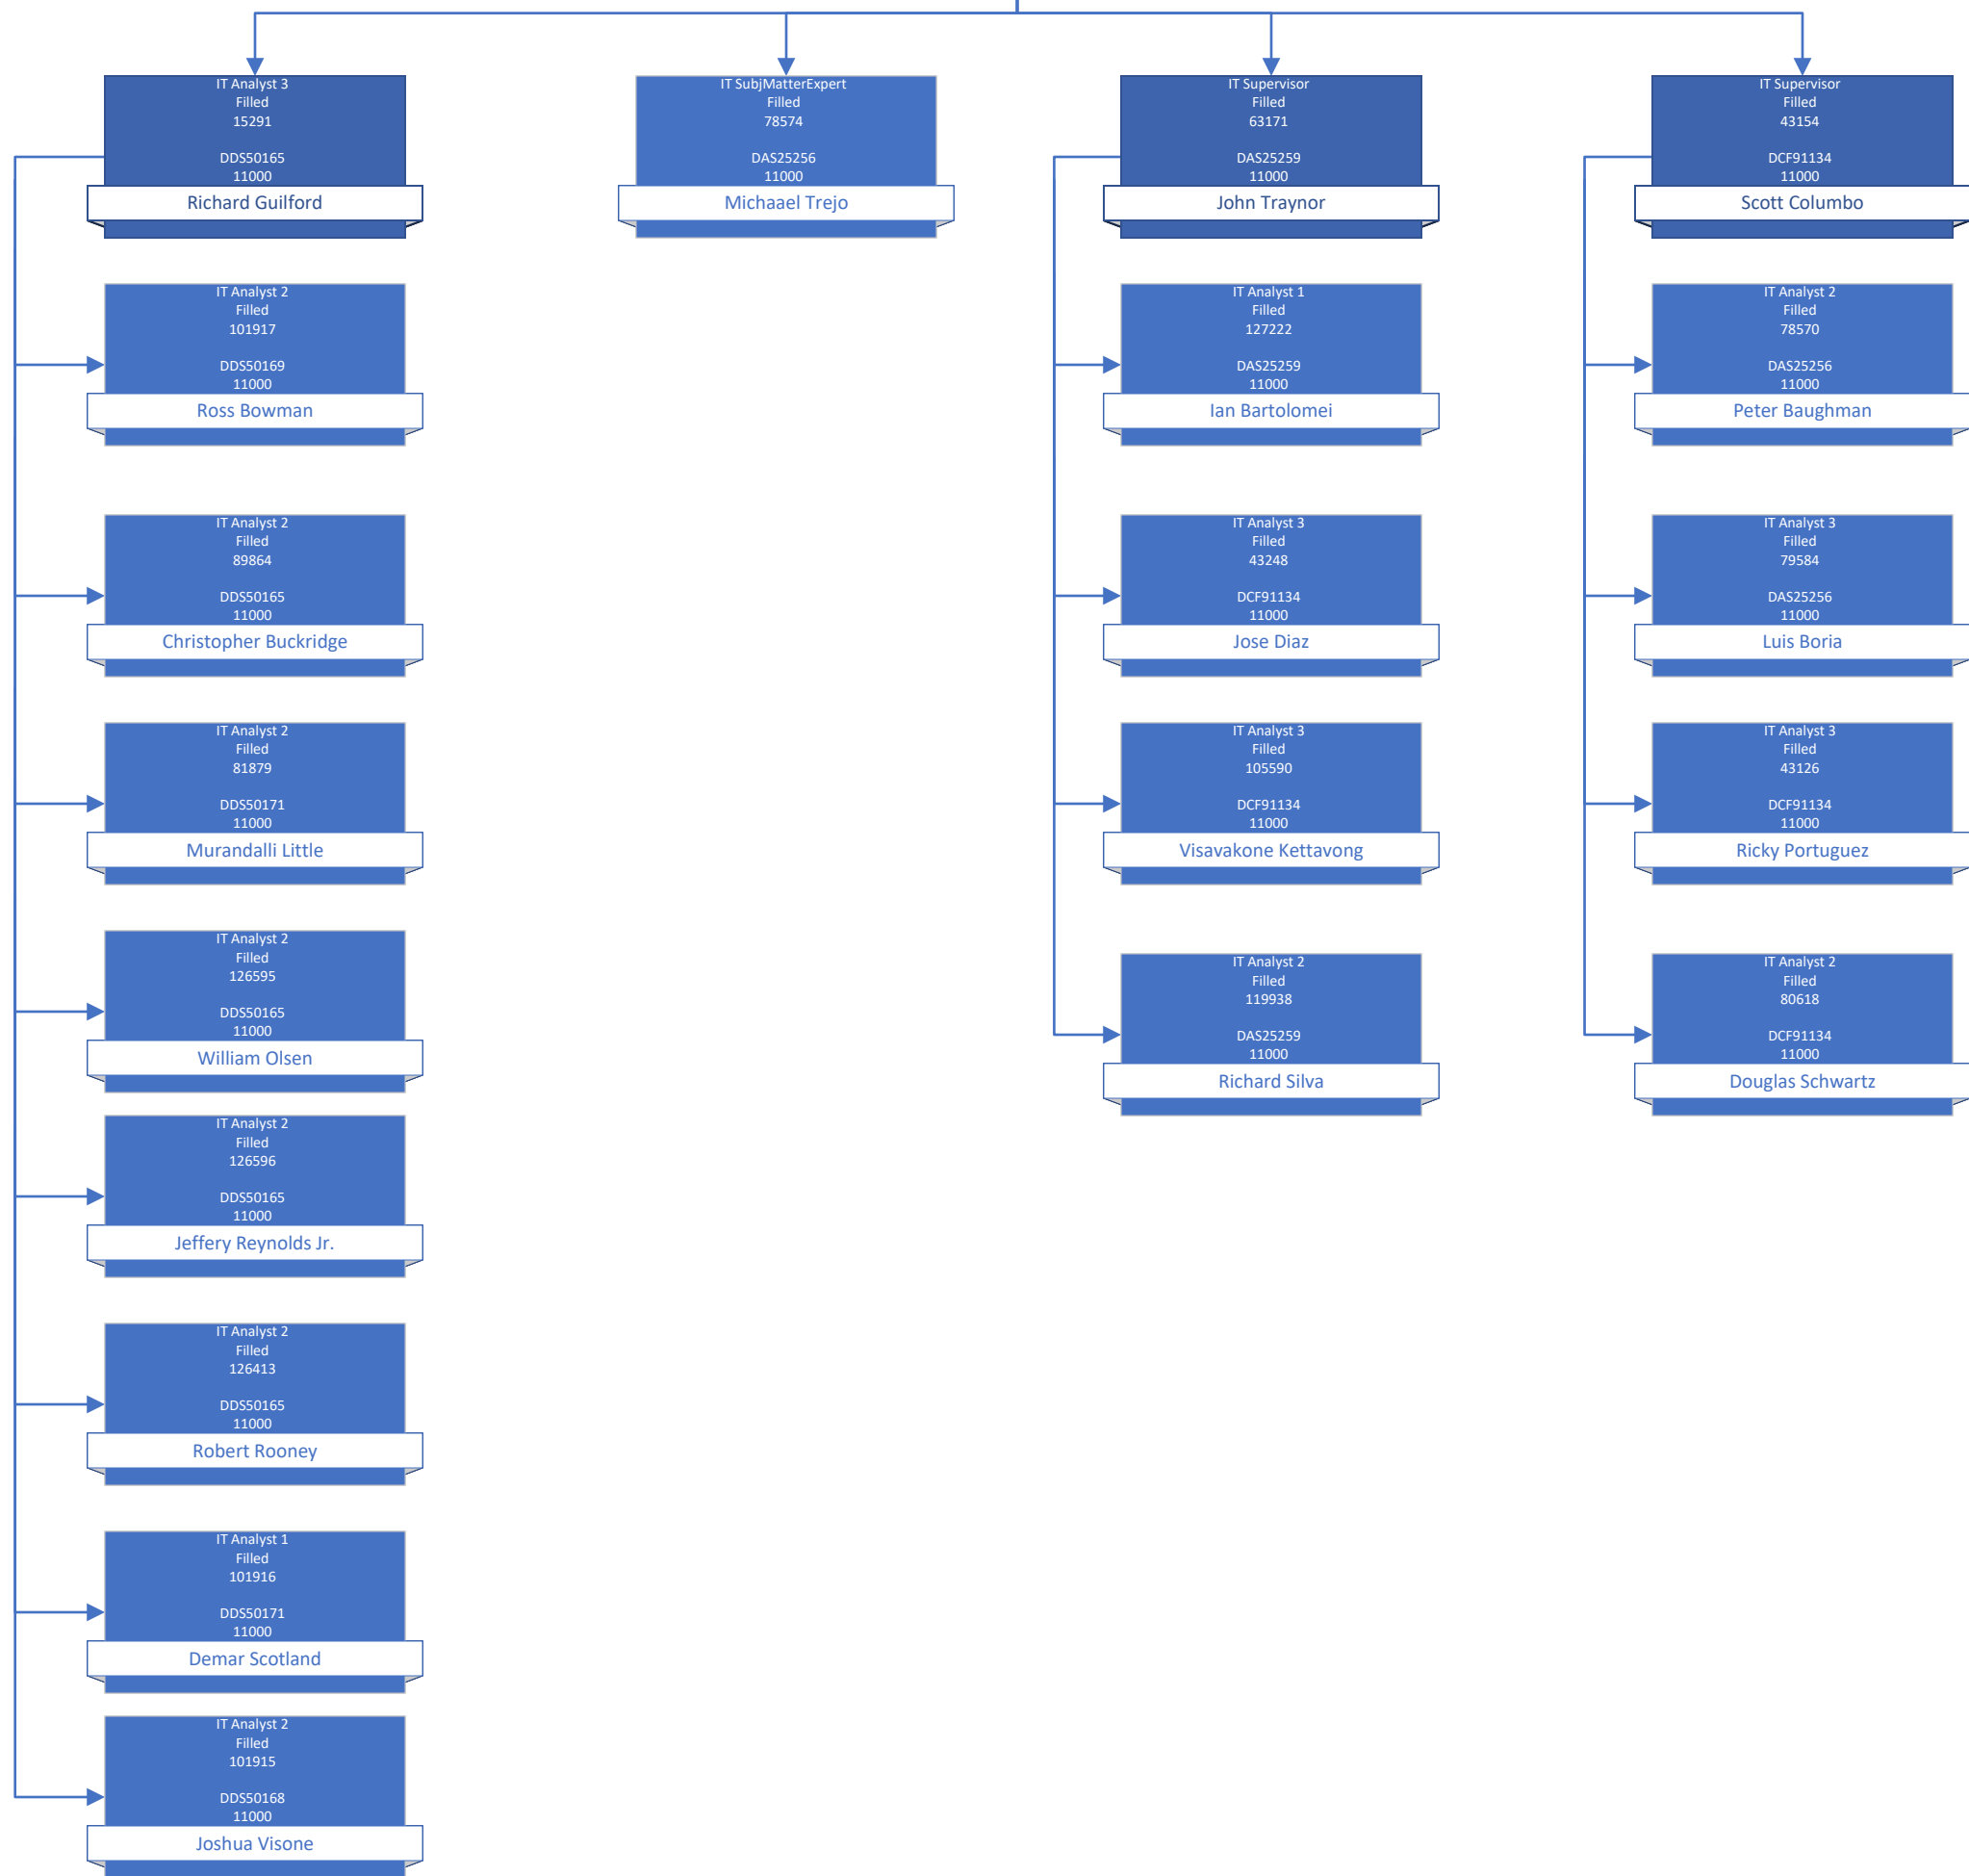 IT Analyst 3
Filled
15291
DDS50165
11000
Richard Guilford
IT SubjMatterExpert
Filled
78574
DAS25256
11000
Michaael Trejo
IT Supervisor
Filled
63171
DAS25259
11000
John Traynor
IT Supervisor
Filled
43154
DCF91134
11000
Scott Columbo
IT Analyst 2
Filled
101917
DDS50169
11000
Ross Bowman
IT Analyst 1
Filled
127222
DAS25259
11000
Ian Bartolomei
IT Analyst 2
Filled
78570
DAS25256
11000
Peter Baughman
IT Analyst 2
Filled
89864
DDS50165
11000
Christopher Buckridge
IT Analyst 3
Filled
43248
DCF91134
11000
Jose Diaz
IT Analyst 3
Filled
79584
DAS25256
11000
Luis Boria
IT Analyst 2
Filled
81879
DDS50171
11000
Murandalli Little
IT Analyst 3
Filled
105590
DCF91134
11000
Visavakone Kettavong
IT Analyst 3
Filled
43126
DCF91134
11000
Ricky Portuguez
IT Analyst 2
Filled
126595
DDS50165
11000
William Olsen
IT Analyst 2
Filled
119938
DAS25259
11000
Richard Silva
IT Analyst 2
Filled
80618
DCF91134
11000
Douglas Schwartz
IT Analyst 2
Filled
126596
DDS50165
11000
Jeffery Reynolds Jr.
IT Analyst 2
Filled
126413
DDS50165
11000
Robert Rooney
IT Analyst 1
Filled
101916
DDS50171
11000
Demar Scotland
IT Analyst 2
Filled
101915
DDS50168
11000
Joshua Visone